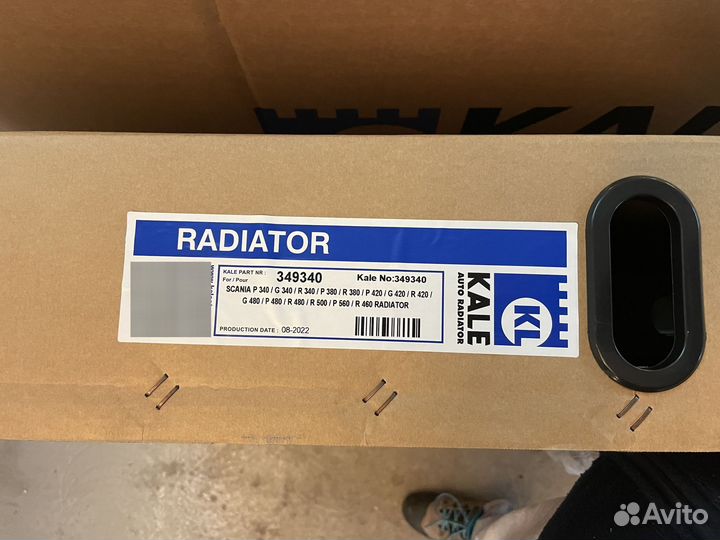 RADIATOR
KALE PART NR : 349340 Kale No:349340
For / Pour
SCANIA P 340 / G 340 / R 340 / P 380 / R 380 / P 420 / G 420 / R 420 /
G 480 / P 480 / R 480 / R 500 / P 560 / R 460 RADIATOR
PRODUCTION DATE : 08-2022
KALE
AUTO RADIATOR
KL
Avito